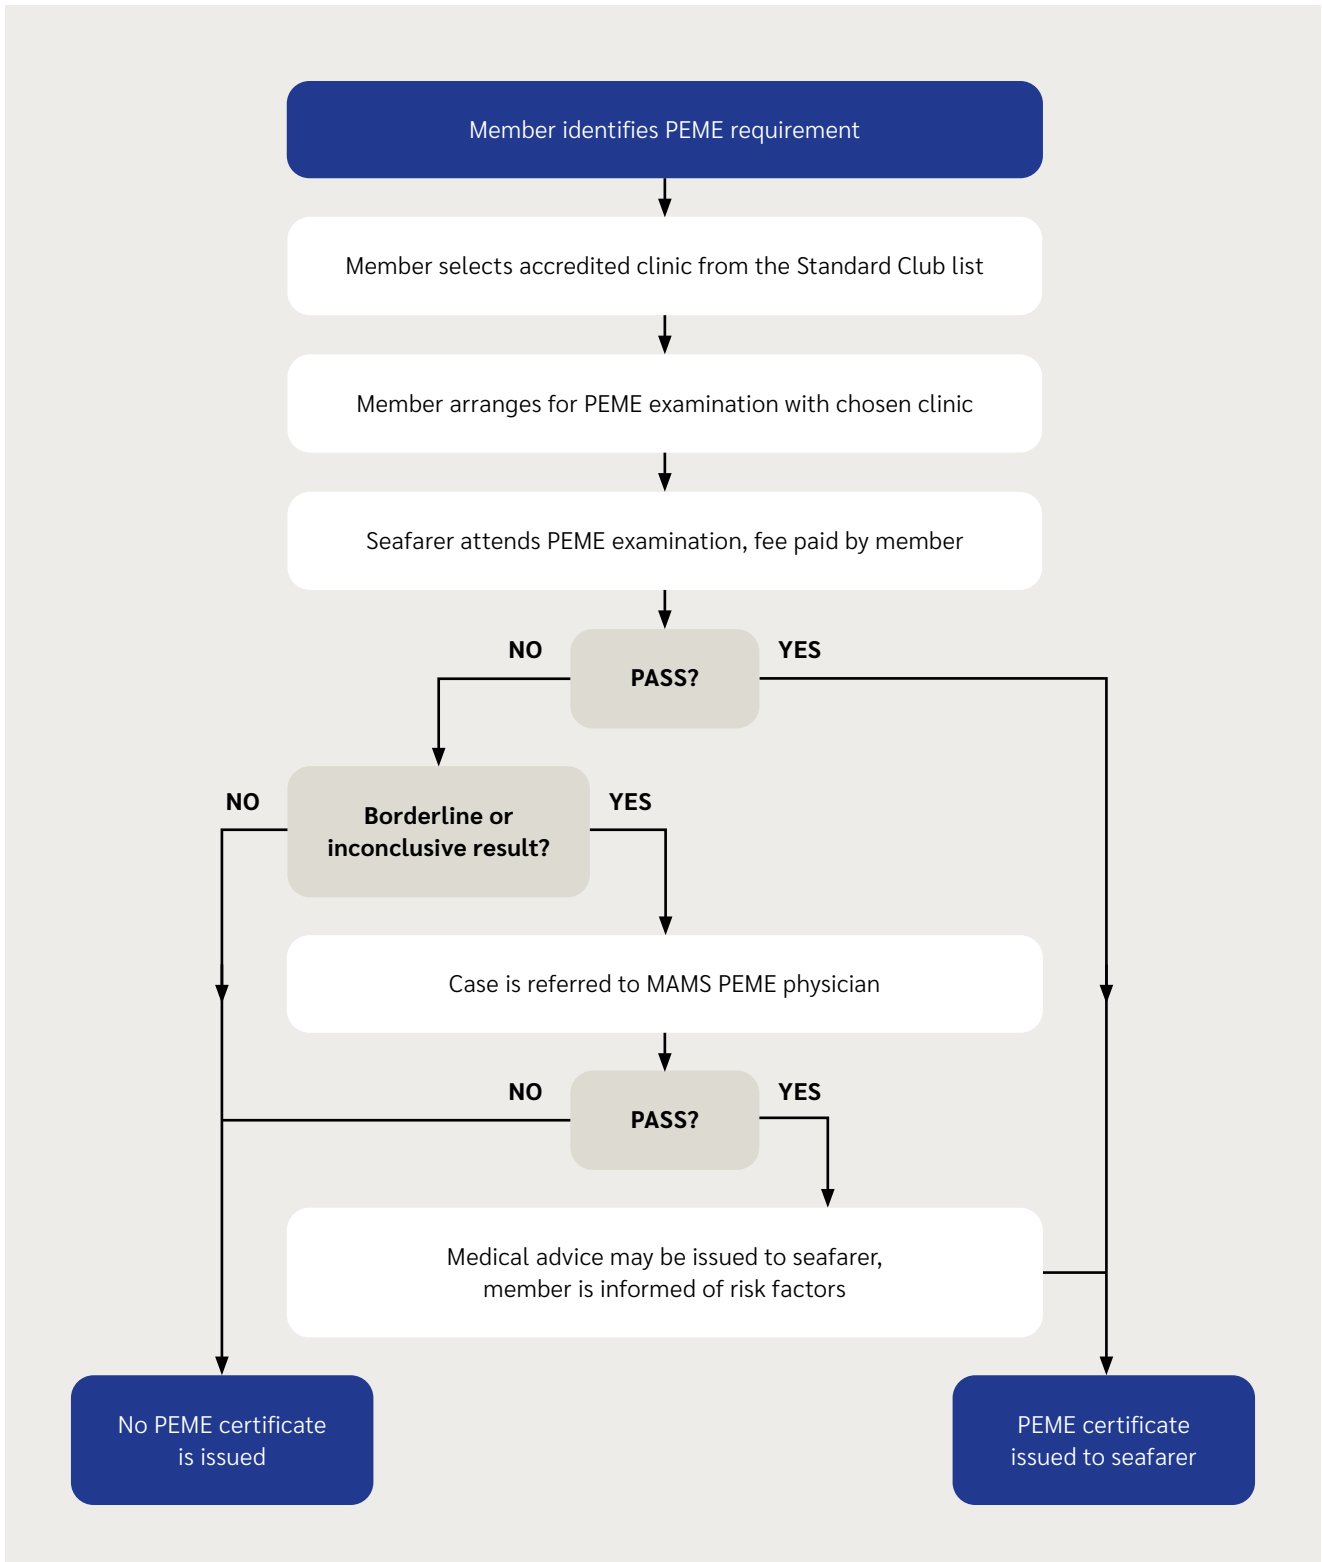 Member identifies PEME requirement
Member selects accredited clinic from the Standard Club list
Member arranges for PEME examination with chosen clinic
Seafarer attends PEME examination, fee paid by member
NO
PASS?
YES
NO
Borderline or
inconclusive result?
YES
Case is referred to MAMS PEME physician
NO
PASS?
YES
Medical advice may be issued to seafarer,
member is informed of risk factors
No PEME certificate
is issued
PEME certificate
issued to seafarer